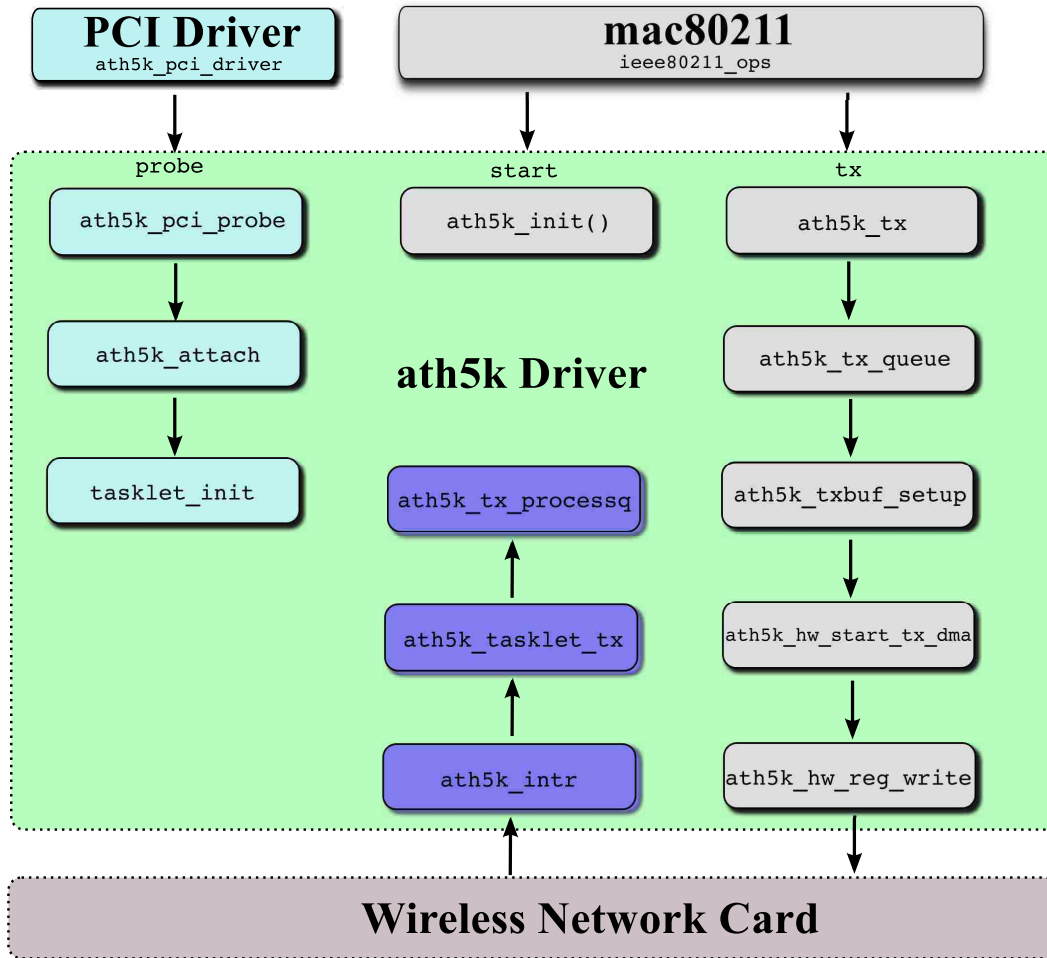 PCI Driver
ath5k_pci_driver
mac80211
ieee80211_ops
probe
start
tx
ath5k_pci_probe
ath5k_init()
ath5k_tx
ath5k_attach
ath5k Driver
ath5k_tx_queue
tasklet_init
ath5k_tx_processq
ath5k_txbuf_setup
ath5k_tasklet_tx
ath5k_hw_start_tx_dma
ath5k_intr
ath5k_hw_reg_write
Wireless Network Card